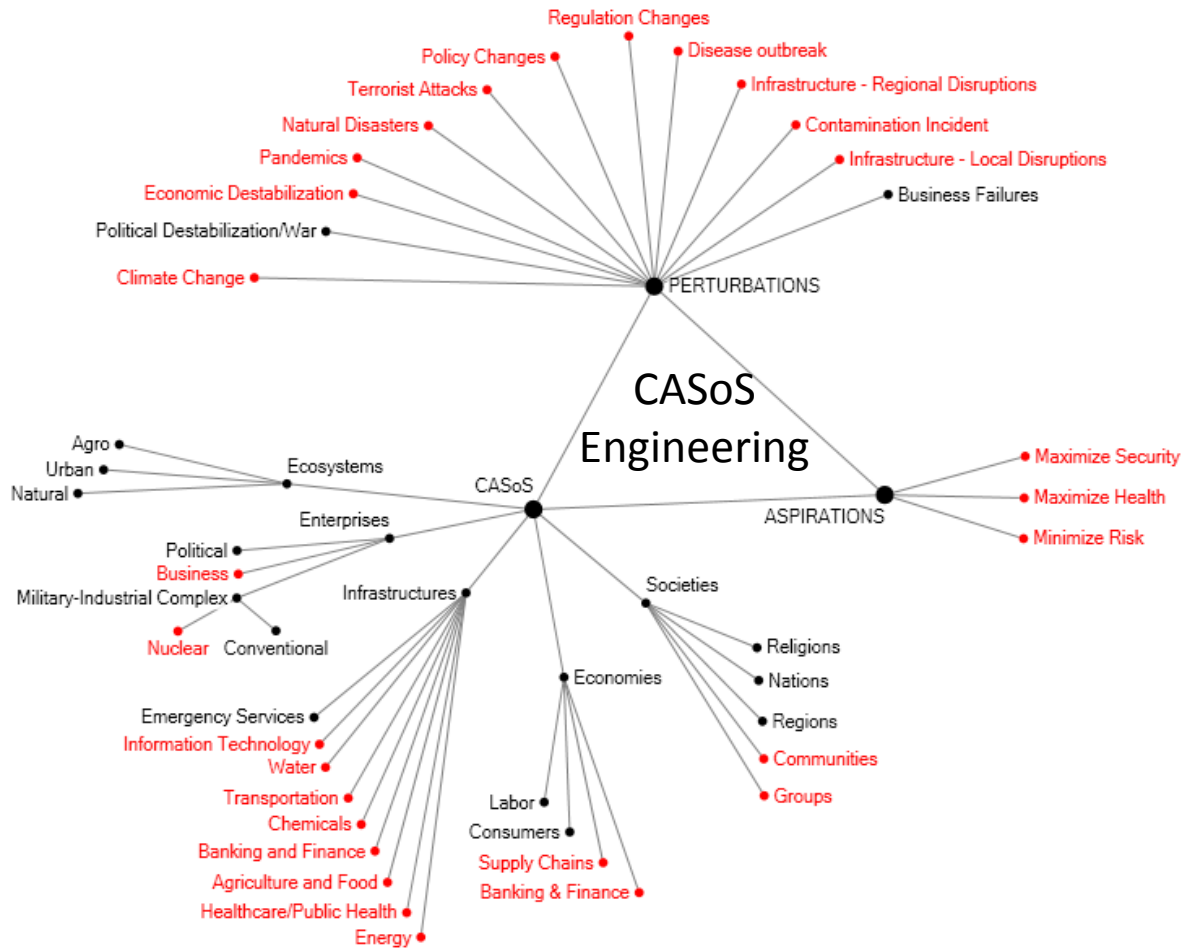 Regulation Changes
Policy Changes
Disease outbreak
Terrorist Attacks
Infrastructure - Regional Disruptions
Natural Disasters
Contamination Incident
Pandemics
Infrastructure - Local Disruptions
Economic Destabilization
Business Failures
Political Destabilization/War
Climate Change
PERTURBATIONS
CASoS
Engineering
Agro
Urban
Natural
Ecosystems
CASoS
Maximize Security
Maximize Health
Minimize Risk
ASPIRATIONS
Enterprises
Political
Business
Military-Industrial Complex
Nuclear
Conventional
Infrastructures
Societies
Religions
Nations
Regions
Communities
Groups
Economies
Emergency Services
Information Technology
Water
Transportation
Chemicals
Banking and Finance
Agriculture and Food
Healthcare/Public Health
Energy
Labor
Consumers
Supply Chains
Banking & Finance